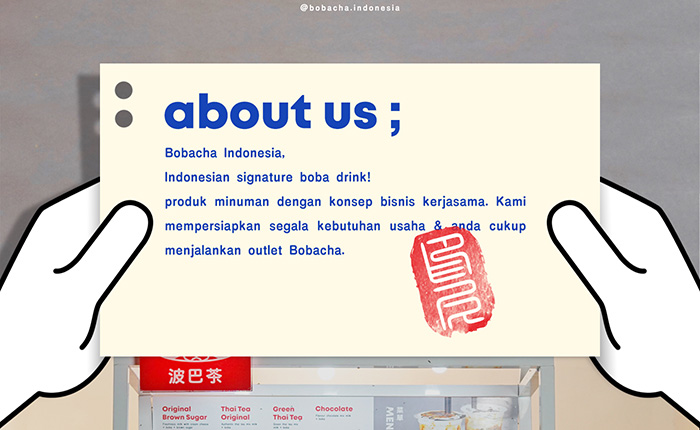 @bobacha.indonesia
about us ;
Bobacha Indonesia,
Indonesian signature boba drink!
produk minuman dengan konsep bisnis kerjasama. Kami
mempersiapkan segala kebutuhan usaha & anda cukup
menjalankan outlet Bobacha.
波巴茶
Original
Brown Sugar
Thai Tea
Original
Green
Thai Tea
Chocolate
MEN